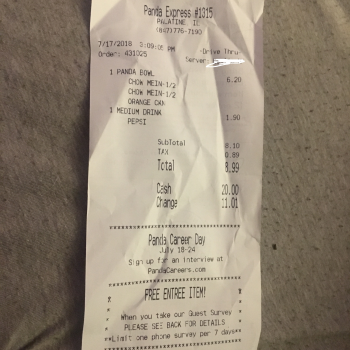 Panda Express #1315
PALATINE, IL
(847)776-7193
7/17/2018 5:09:06 PM -Drive Thru-
Order: 431025 Server:
1 PANDA BOWL 6.20
CHOW MEIN-1/2
CHOW MEIN-1/2
ORANGE CKN
1 MEDIUM DRINK 1.90
PEPSI
SubTotal 8.10
TAX 0.89
Total 8.99
Cash 20.00
Change 11.01
Panda Career Day
July 18-24
Sign up for an interview at
PandaCareers.com
FREE ENTREE ITEM!
When you take our Guest Survey
PLEASE SEE BACK FOR DETAILS
**Limit one phone survey per 7 days**